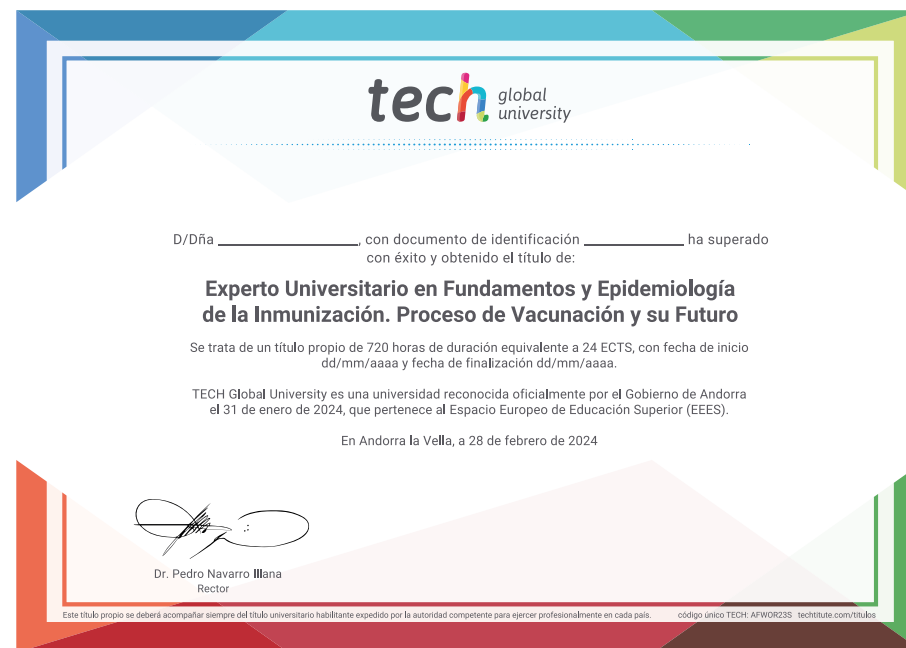 tech global university
D/Dña ______________, con documento de identificación __________ ha superado
con éxito y obtenido el título de:
Experto Universitario en Fundamentos y Epidemiología
de la Inmunización. Proceso de Vacunación y su Futuro
Se trata de un título propio de 720 horas de duración equivalente a 24 ECTS, con fecha de inicio
dd/mm/aaaa y fecha de finalización dd/mm/aaaa.
TECH Global University es una universidad reconocida oficialmente por el Gobierno de Andorra
el 31 de enero de 2024, que pertenece al Espacio Europeo de Educación Superior (EEES).
En Andorra la Vella, a 28 de febrero de 2024
Dr. Pedro Navarro Illana
Rector
Este título propio se deberá acompañar siempre del título universitario habilitante expedido por la autoridad competente para ejercer profesionalmente en cada país. código único TECH: AFWOR23S techtitute.com/titulos